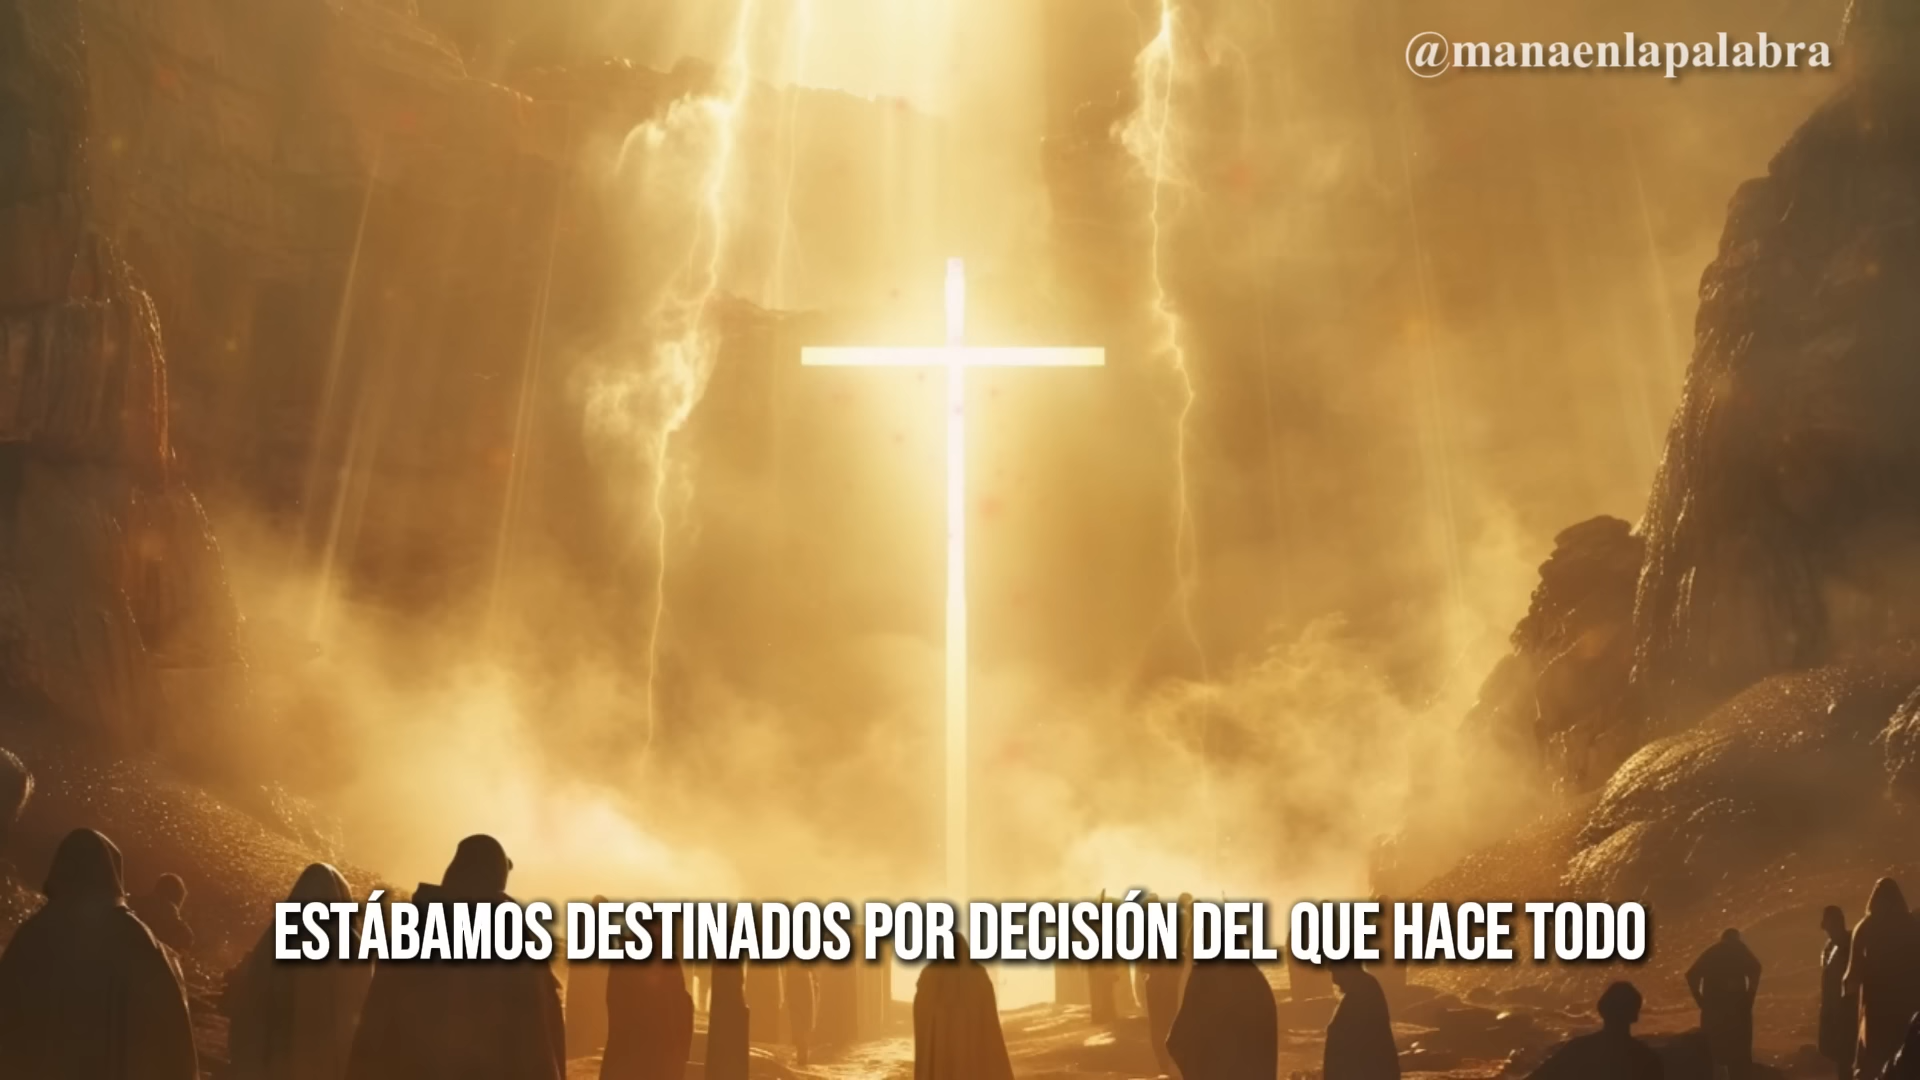 @manaenlapalabra
ESTÁBAMOS DESTINADOS POR DECISIÓN DEL QUE HACE TODO